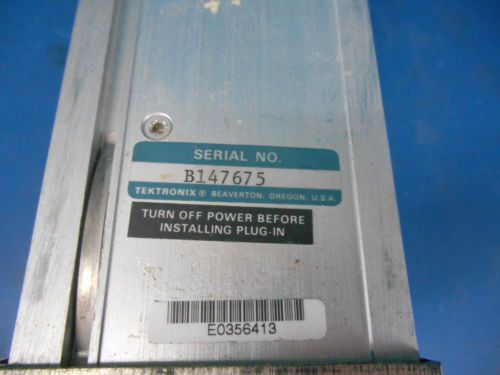 SERIAL NO.
B147675
TEKTRONIX® BEAVERTON, OREGON, U.S.A.
TURN OFF POWER BEFORE
INSTALLING PLUG-IN
E0356413